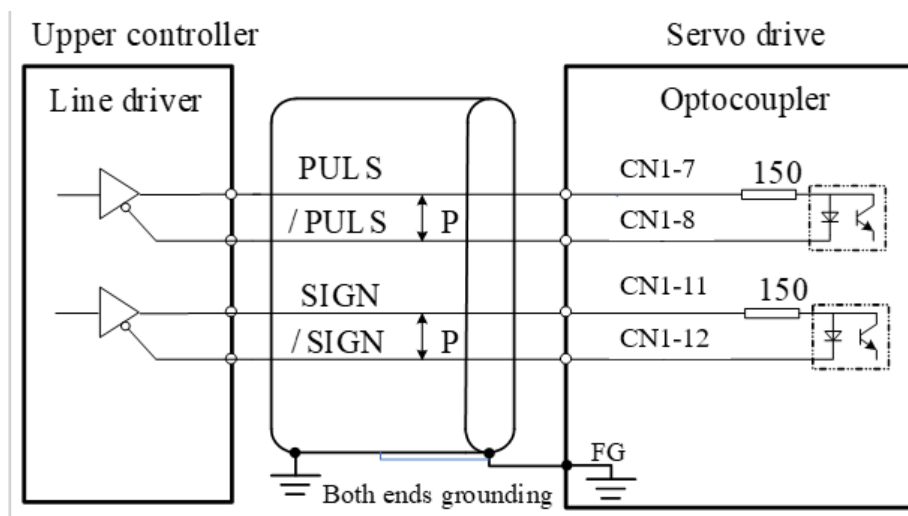 Upper controller
Servo drive
Line driver
Optocoupler
PULS
CN1-7
150
/PULS
P
CN1-8
SIGN
CN1-11
150
/SIGN
P
CN1-12
FG
Both ends grounding